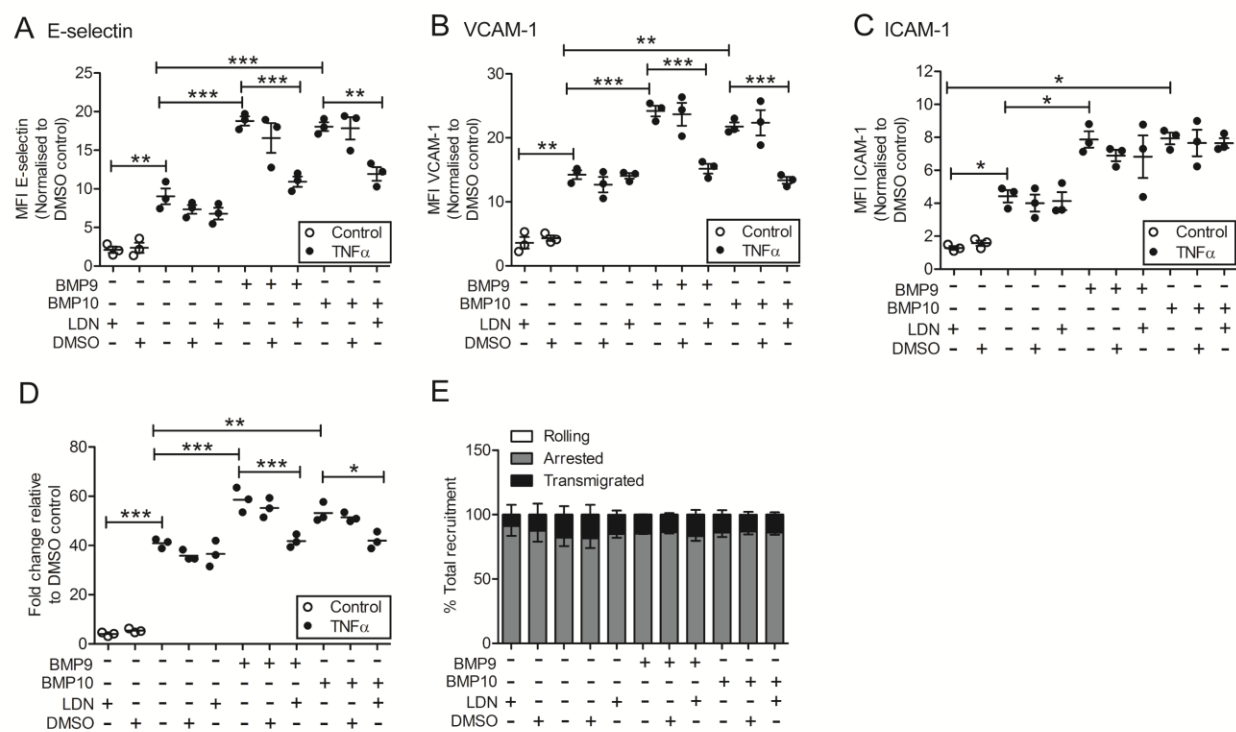 A E-selectin
***
***
***
**
**
MFI E-selectin
(Normalised to
DMSO control)
25
20
15
10
5
0
Control
TNFα
BMP9 - - - - - + + + - - -
BMP10 - - - - - - - - + + +
LDN + - - - + - - + - - +
DMSO - + - + - - + - - + -
B VCAM-1
**
***
***
***
**
MFI VCAM-1
(Normalised to
DMSO control)
30
20
10
0
Control
TNFα
BMP9 - - - - - + + + - - -
BMP10 - - - - - - - - + + +
LDN + - - - + - - + - - +
DMSO - + - + - - + - - + -
C ICAM-1
*
*
*
MFI ICAM-1
(Normalised to
DMSO control)
12
10
8
6
4
2
0
Control
TNFα
BMP9 - - - - - + + + - - -
BMP10 - - - - - - - - + + +
LDN + - - - + - - + - - +
DMSO - + - + - - + - - + -
D
**
***
***
*
***
Fold change relative
to DMSO control
80
60
40
20
0
Control
TNFα
BMP9 - - - - - + + + - - -
BMP10 - - - - - - - - + + +
LDN + - - - + - - + - - +
DMSO - + - + - - + - - + -
E
Rolling
Arrested
Transmigrated
% Total recruitment
150
100
50
0
BMP9 - - - - - + + + - - -
BMP10 - - - - - - - - + + +
LDN + - - - + - - + - - +
DMSO - + - + - - + - - + -